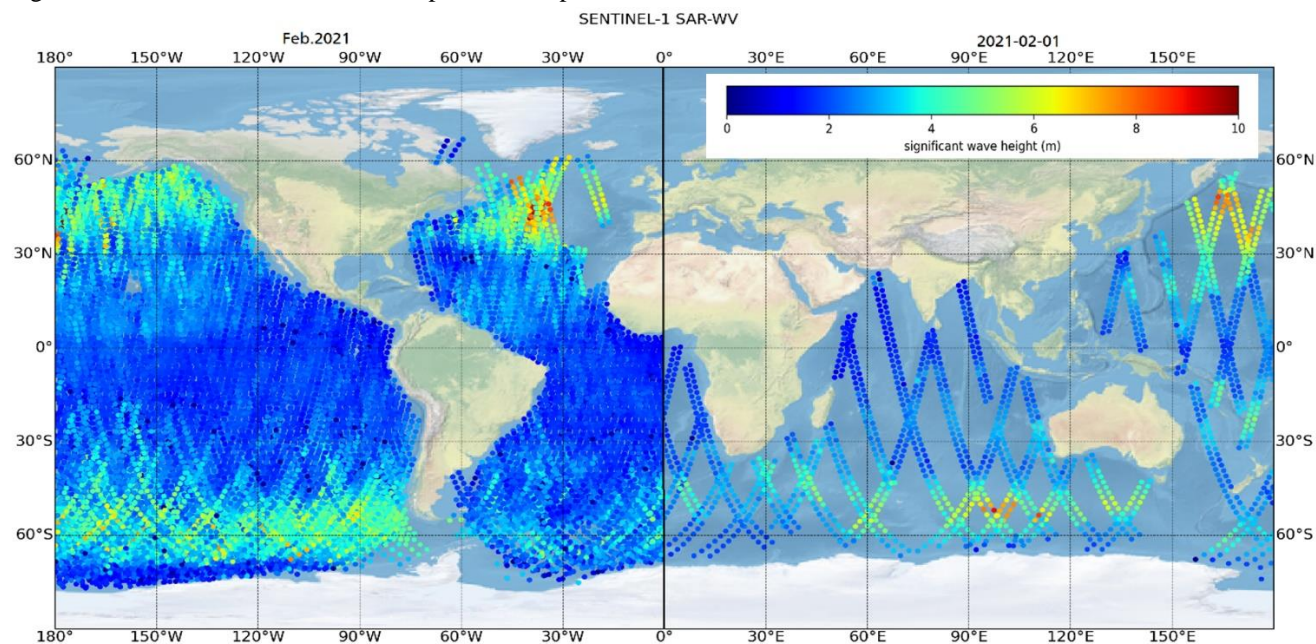 SENTINEL-1 SAR-WV
Feb.2021 2021-02-01
180° 150°W 120°W 90°W 60°W 30°W 0° 30°E 60°E 90°E 120°E 150°E
0 2 4 6 8 10
significant wave height (m)
60°N 60°N
30°N 30°N
0° 0°
30°S 30°S
60°S 60°S
180° 150°W 120°W 90°W 60°W 30°W 0° 30°E 60°E 90°E 120°E 150°E